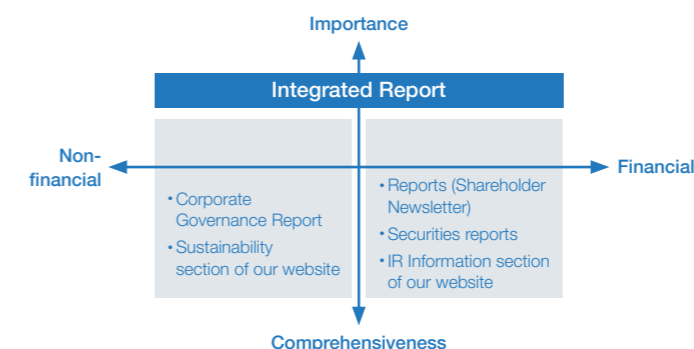 Importance
Integrated Report
Non-
financial
Financial
• Corporate
Governance Report
• Sustainability
section of our website
• Reports (Shareholder
Newsletter)
• Securities reports
• IR Information section
of our website
Comprehensiveness